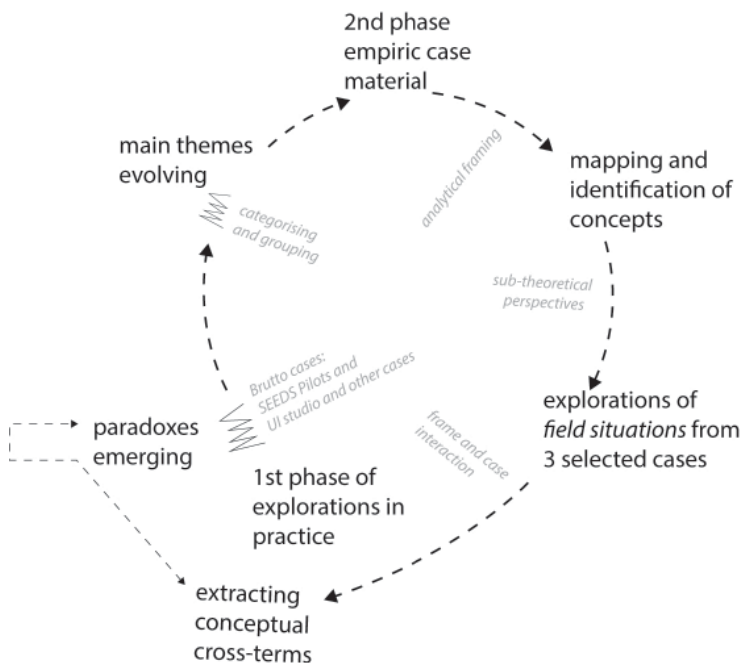 2nd phase
empiric case
material
main themes
evolving
analytical framing
mapping and
identification of
concepts
categorising
and grouping
sub-theoretical
perspectives
Brutto cases:
SEEDS Pilots and
UI studio and other cases
explorations of
field situations from
3 selected cases
frame and case
interaction
paradoxes
emerging
1st phase of
explorations in
practice
extracting
conceptual
cross-terms